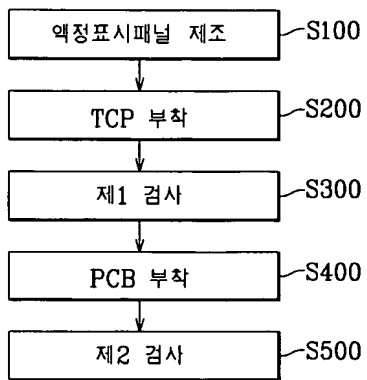 액정표시패널 제조 S100
TCP 부착 S200
제1 검사 S300
PCB 부착 S400
제2 검사 S500